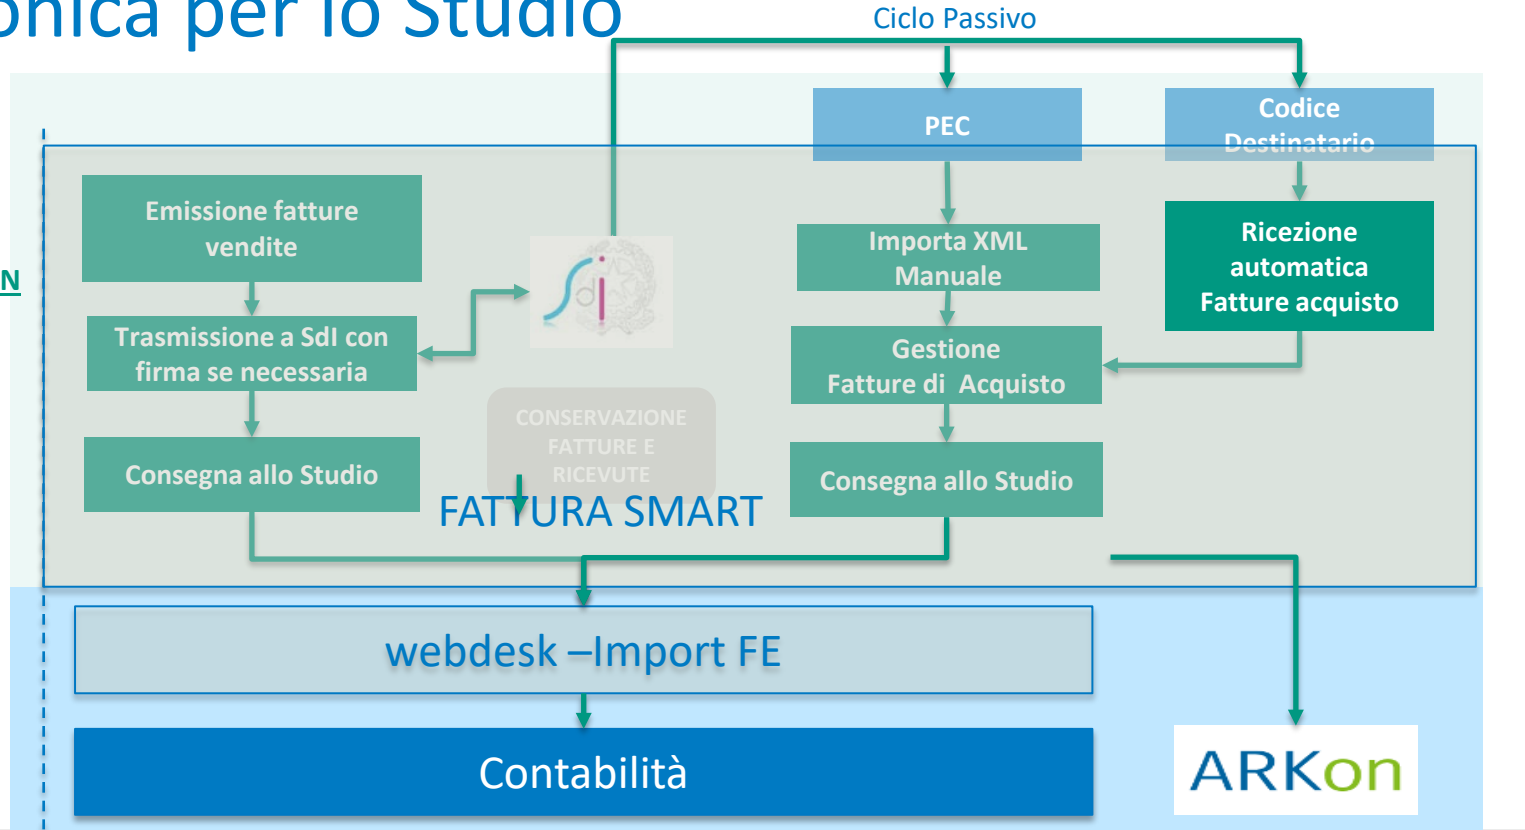 onica per lo Studio
Ciclo Passivo
PEC
Codice
Destinatario
Emissione fatture
vendite
N
Trasmissione a SdI con
firma se necessaria
Consegna allo Studio
SdI
CONSERVAZIONE
FATTURE E
RICEVUTE
FATTURA SMART
Importa XML
Manuale
Gestione
Fatture di  Acquisto
Consegna allo Studio
Ricezione
automatica
Fatture acquisto
webdesk –Import FE
Contabilità
ARKon